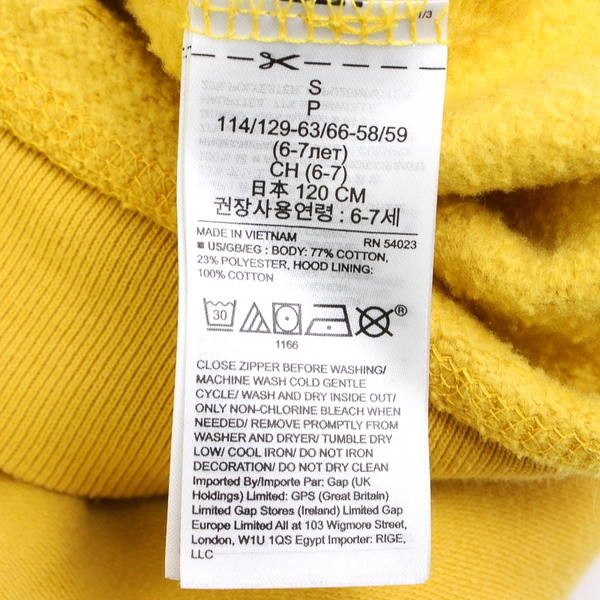 1/3
S
P
114/129-63/66-58/59
(6-7лет)
CH (6-7)
日本 120 CM
권장사용연령 : 6-7세
MADE IN VIETNAM RN 54023
US/GB/EG : BODY: 77% COTTON,
23% POLYESTER, HOOD LINING:
100% COTTON
30 ®
1166
CLOSE ZIPPER BEFORE WASHING/
MACHINE WASH COLD GENTLE
CYCLE/ WASH AND DRY INSIDE OUT/
ONLY NON-CHLORINE BLEACH WHEN
NEEDED/ REMOVE PROMPTLY FROM
WASHER AND DRYER/ TUMBLE DRY
LOW/ COOL IRON/ DO NOT IRON
DECORATION/ DO NOT DRY CLEAN
Imported By/Importe Par: Gap (UK
Holdings) Limited: GPS (Great Britain)
Limited Gap Stores (Ireland) Limited Gap
Europe Limited All at 103 Wigmore Street,
London, W1U 1QS Egypt Importer: RIGE,
LLC